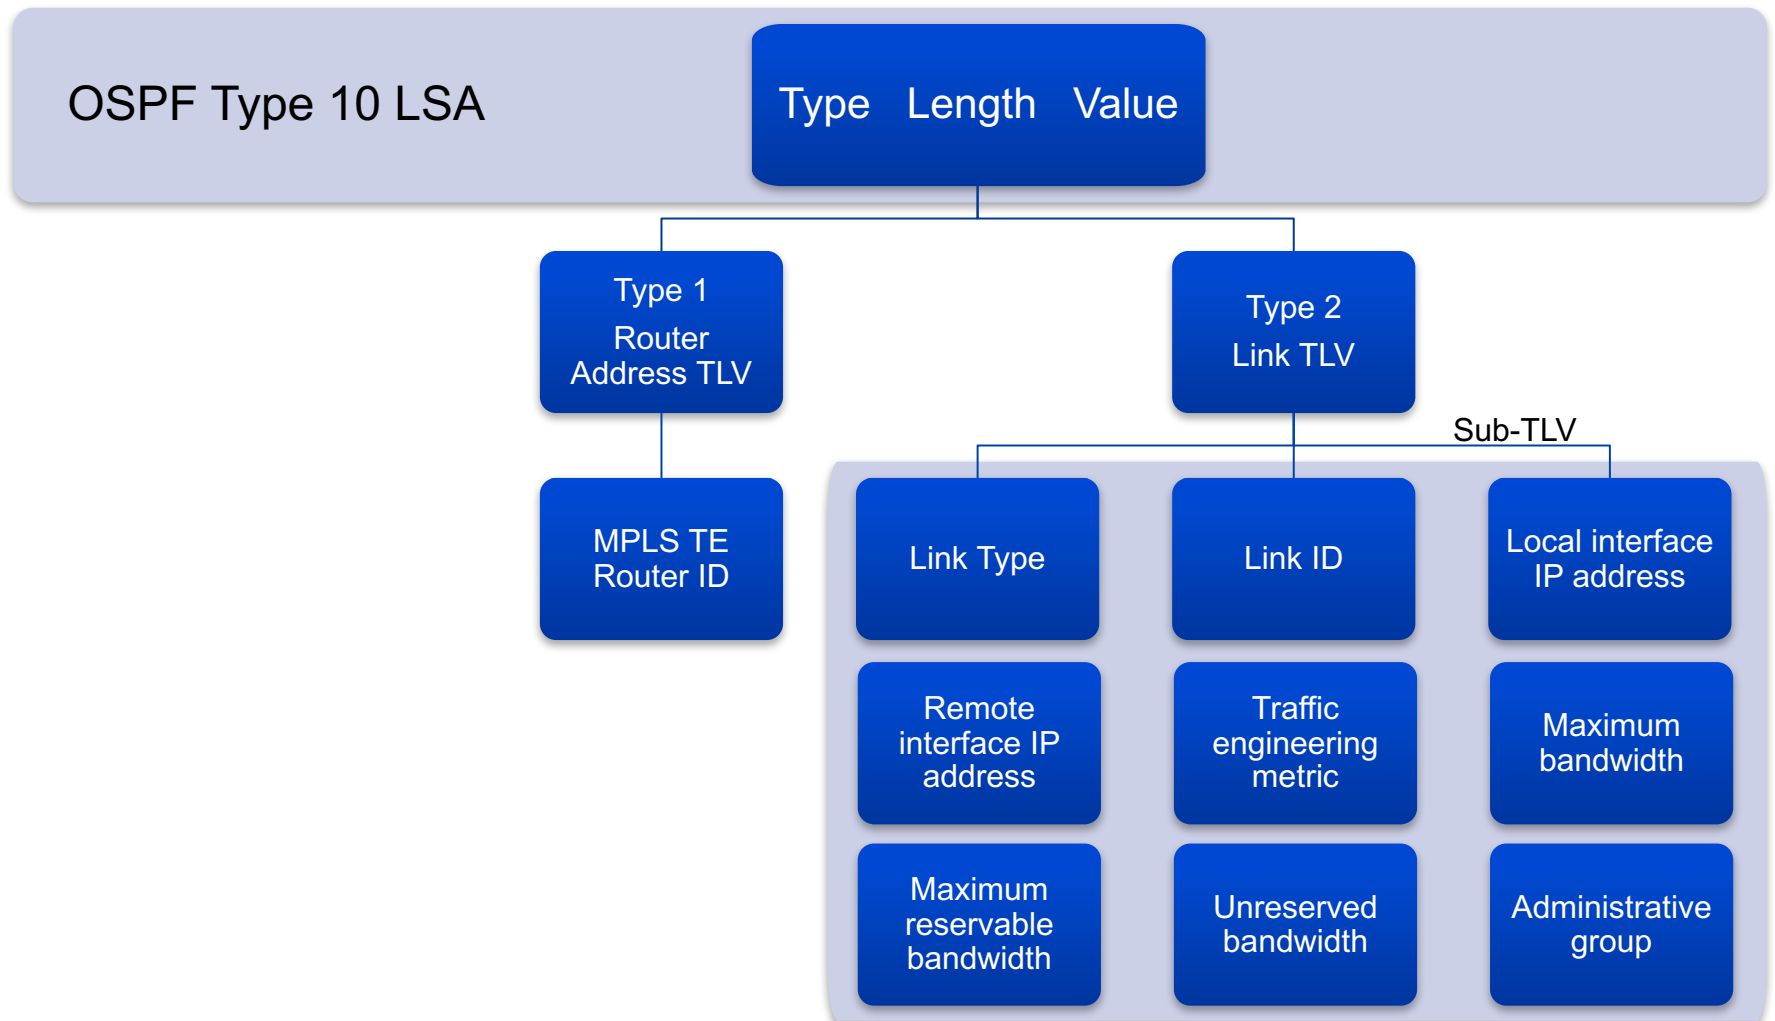 OSPF Type 10 LSA
Type Length Value
Type 1
Router
Address TLV
Type 2
Link TLV
Sub-TLV
MPLS TE
Router ID
Link Type
Link ID
Local interface
IP address
Remote
interface IP
address
Traffic
engineering
metric
Maximum
bandwidth
Maximum
reservable
bandwidth
Unreserved
bandwidth
Administrative
group